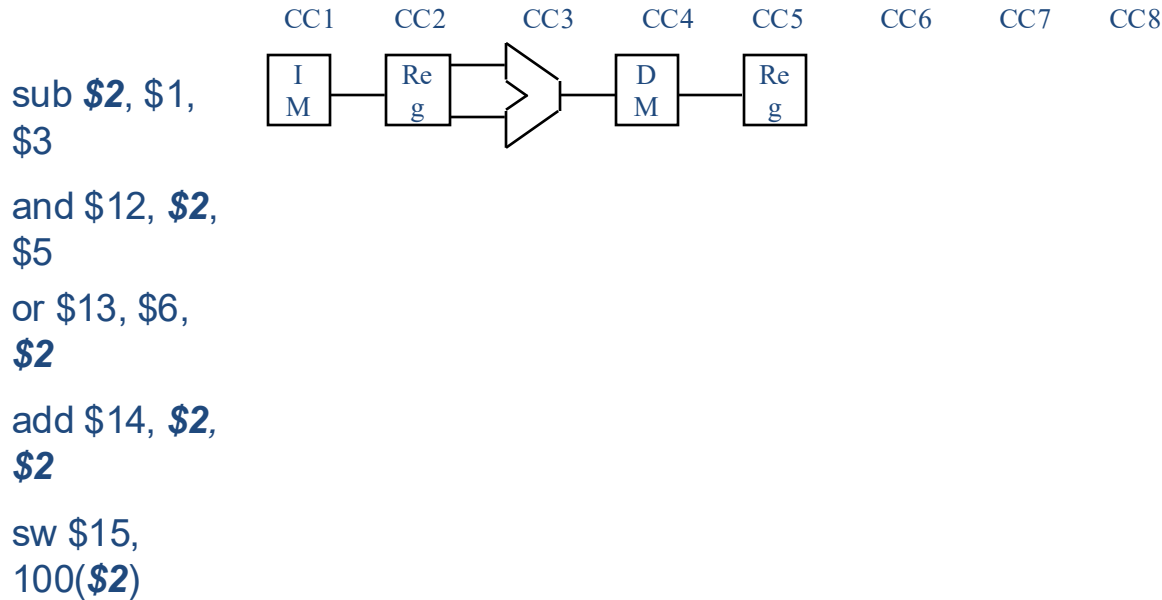 CC1 CC2 CC3 CC4 CC5 CC6 CC7 CC8
I
M
Re
g
D
M
Re
g
sub $2, $1,
$3
and $12, $2,
$5
or $13, $6,
$2
add $14, $2,
$2
sw $15,
100($2)